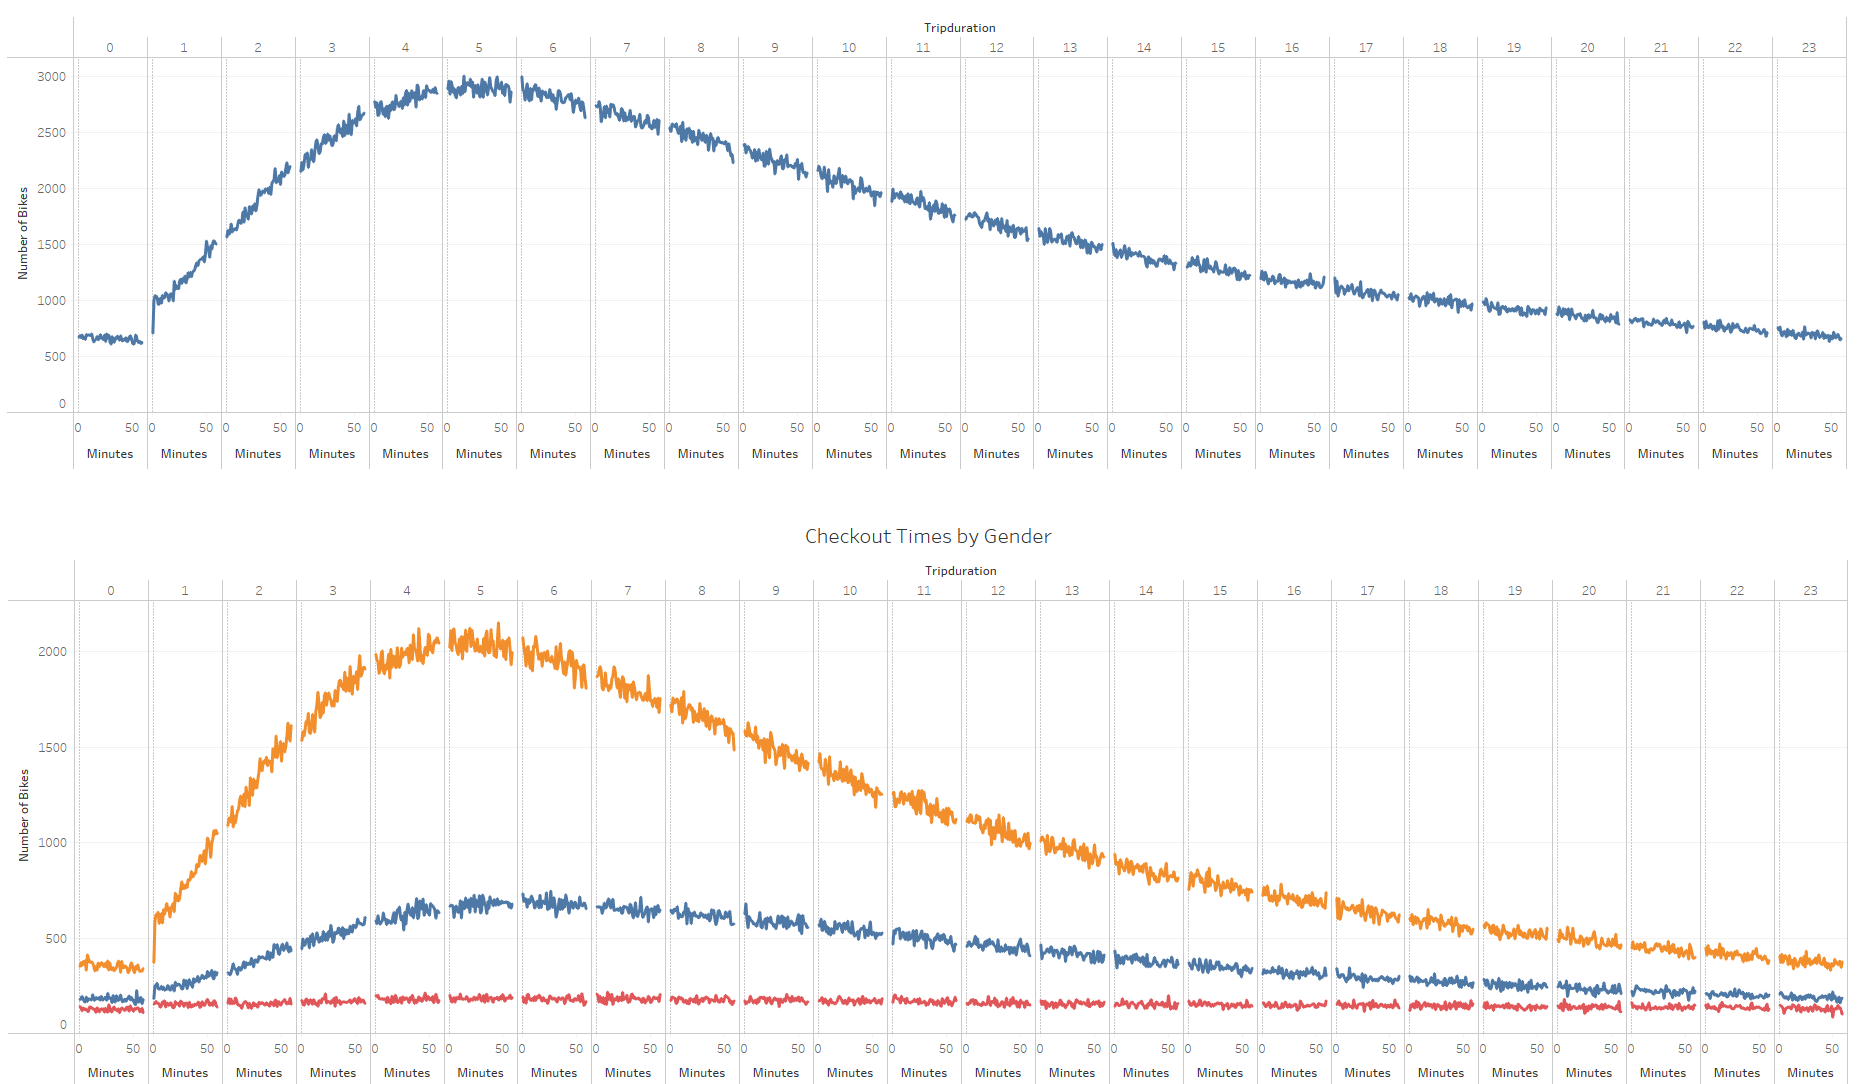 Tripduration
0 1 2 3 4 5 6 7 8 9 10 11 12 13 14 15 16 17 18 19 20 21 22 23
3000
2500
2000
1500
1000
500
0
Number of Bikes
0 50 0 50 0 50 0 50 0 50 0 50 0 50 0 50 0 50 0 50 0 50 0 50 0 50 0 50 0 50 0 50 0 50 0 50 0 50 0 50 0 50 0 50 0 50 0 50
Minutes Minutes Minutes Minutes Minutes Minutes Minutes Minutes Minutes Minutes Minutes Minutes Minutes Minutes Minutes Minutes Minutes Minutes Minutes Minutes Minutes Minutes Minutes Minutes
Checkout Times by Gender
Tripduration
0 1 2 3 4 5 6 7 8 9 10 11 12 13 14 15 16 17 18 19 20 21 22 23
2000
1500
1000
500
0
Number of Bikes
0 50 0 50 0 50 0 50 0 50 0 50 0 50 0 50 0 50 0 50 0 50 0 50 0 50 0 50 0 50 0 50 0 50 0 50 0 50 0 50 0 50 0 50 0 50 0 50
Minutes Minutes Minutes Minutes Minutes Minutes Minutes Minutes Minutes Minutes Minutes Minutes Minutes Minutes Minutes Minutes Minutes Minutes Minutes Minutes Minutes Minutes Minutes Minutes